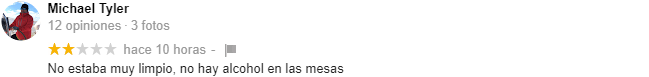 Michael Tyler
12 opiniones · 3 fotos
hace 10 horas -
No estaba muy limpio, no hay alcohol en las mesas